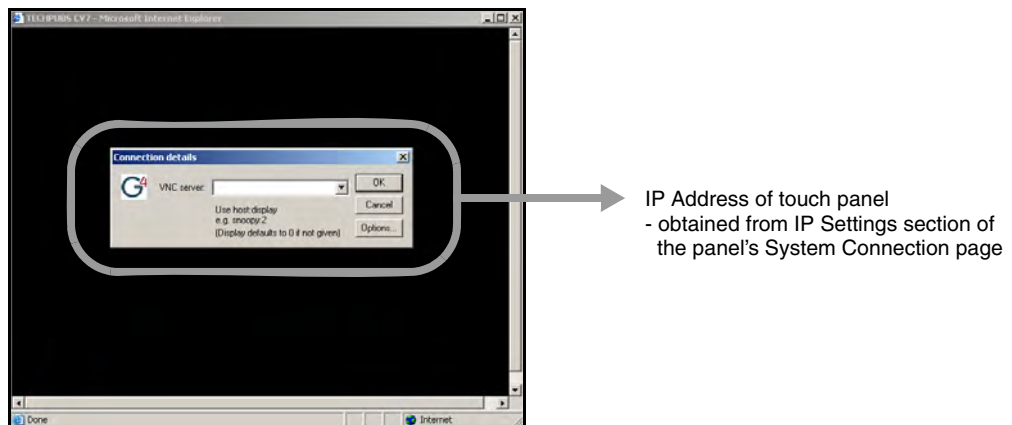 TECHPUBS CV7 - Microsoft Internet Explorer
Connection details
G4
VNC server:
OK
Use host:display
e.g. snoopy:2
(Display defaults to 0 if not given)
Cancel
Options...
IP Address of touch panel
- obtained from IP Settings section of
the panel's System Connection page
Done
Internet